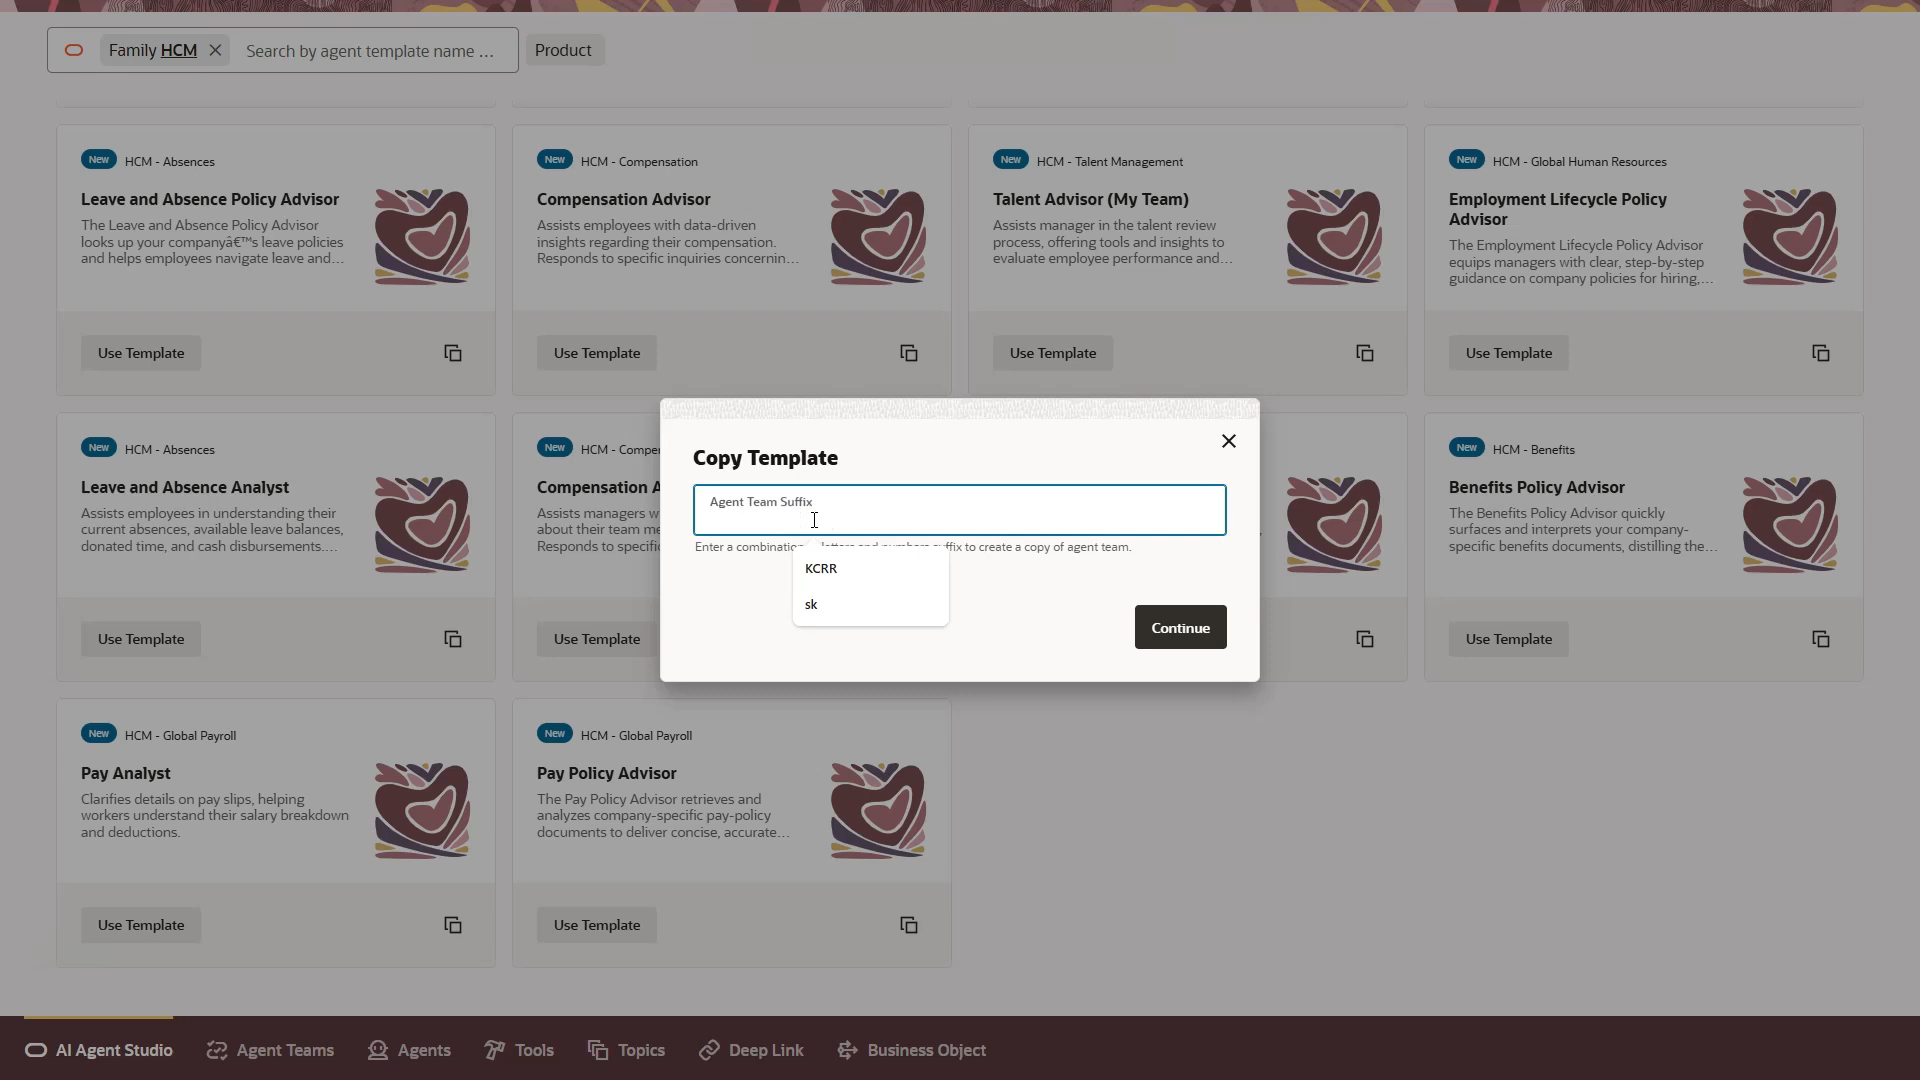 Family HCM
Search by agent template name ...
Product
New HCM - Absences
Leave and Absence Policy Advisor
The Leave and Absence Policy Advisor
looks up your companyâ€™s leave policies
and helps employees navigate leave and...
Use Template
New HCM - Compensation
Compensation Advisor
Assists employees with data-driven
insights regarding their compensation.
Responds to specific inquiries concernin...
Use Template
New HCM - Talent Management
Talent Advisor (My Team)
Assists manager in the talent review
process, offering tools and insights to
evaluate employee performance and...
Use Template
New HCM - Global Human Resources
Employment Lifecycle Policy
Advisor
The Employment Lifecycle Policy Advisor
equips managers with clear, step-by-step
guidance on company policies for hiring,...
Use Template
New HCM - Absences
Leave and Absence Analyst
Assists employees in understanding their
current absences, available leave balances,
donated time, and cash disbursements....
Use Template
New HCM - Compe
Compensation A
Assists managers w
about their team me
Responds to specific
Use Template
Copy Template
Agent Team Suffix
Enter a combination suffix to create a copy of agent team.
KCRR
sk
Continue
New HCM - Benefits
Benefits Policy Advisor
The Benefits Policy Advisor quickly
surfaces and interprets your company-
specific benefits documents, distilling the...
Use Template
New HCM - Global Payroll
Pay Analyst
Clarifies details on pay slips, helping
workers understand their salary breakdown
and deductions.
Use Template
New HCM - Global Payroll
Pay Policy Advisor
The Pay Policy Advisor retrieves and
analyzes company-specific pay-policy
documents to deliver concise, accurate...
Use Template
AI Agent Studio
Agent Teams
Agents
Tools
Topics
Deep Link
Business Object